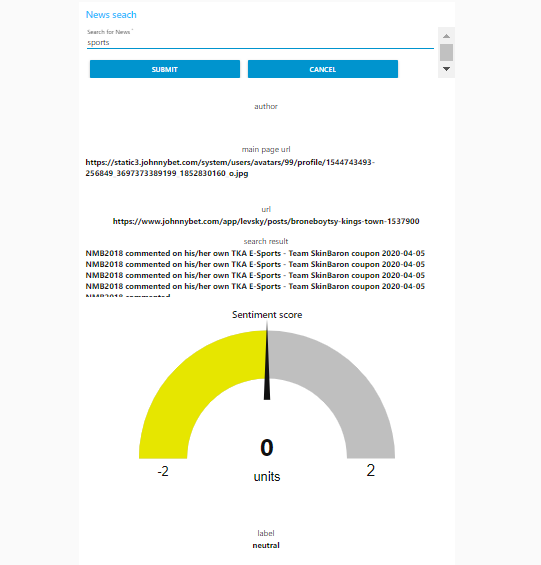 News seach
Search for News *
sports
SUBMIT
CANCEL
author
main page url
https://static3.johnnybet.com/system/users/avatars/99/profile/1544743493-
256849_3697373389199_1852830160_o.jpg
url
https://www.johnnybet.com/app/levsky/posts/broneboytsy-kings-town-1537900
search result
NMB2018 commented on his/her own TKA E-Sports - Team SkinBaron coupon 2020-04-05
NMB2018 commented on his/her own TKA E-Sports - Team SkinBaron coupon 2020-04-05
NMB2018 commented on his/her own TKA E-Sports - Team SkinBaron coupon 2020-04-05
NMB2018 commented on his/her own TKA E-Sports - Team SkinBaron coupon 2020-04-05
NMB2018 commented
Sentiment score
0
-2
2
units
label
neutral